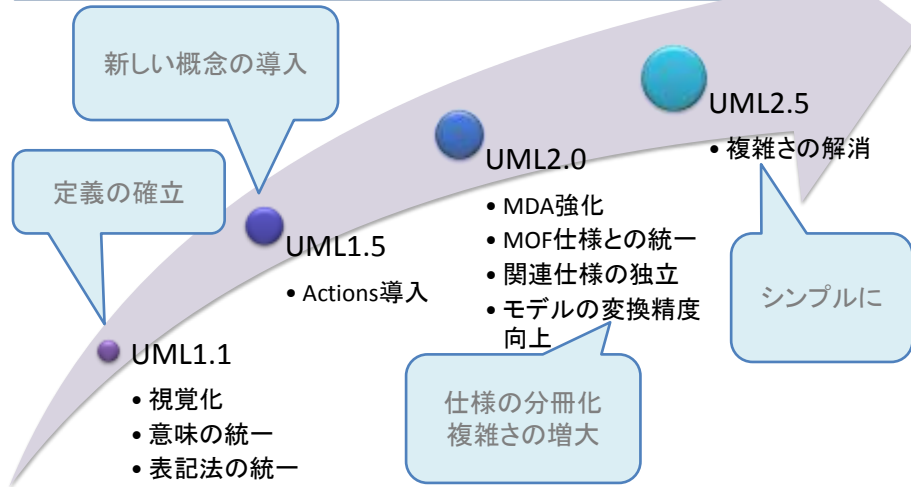 新しい概念の導入
定義の確立
UML1.1
• 視覚化
• 意味の統一
• 表記法の統一
UML1.5
• Actions導入
UML2.0
• MDA強化
• MOF仕様との統一
• 関連仕様の独立
• モデルの変換精度
向上
仕様の分冊化
複雑さの増大
UML2.5
• 複雑さの解消
シンプルに